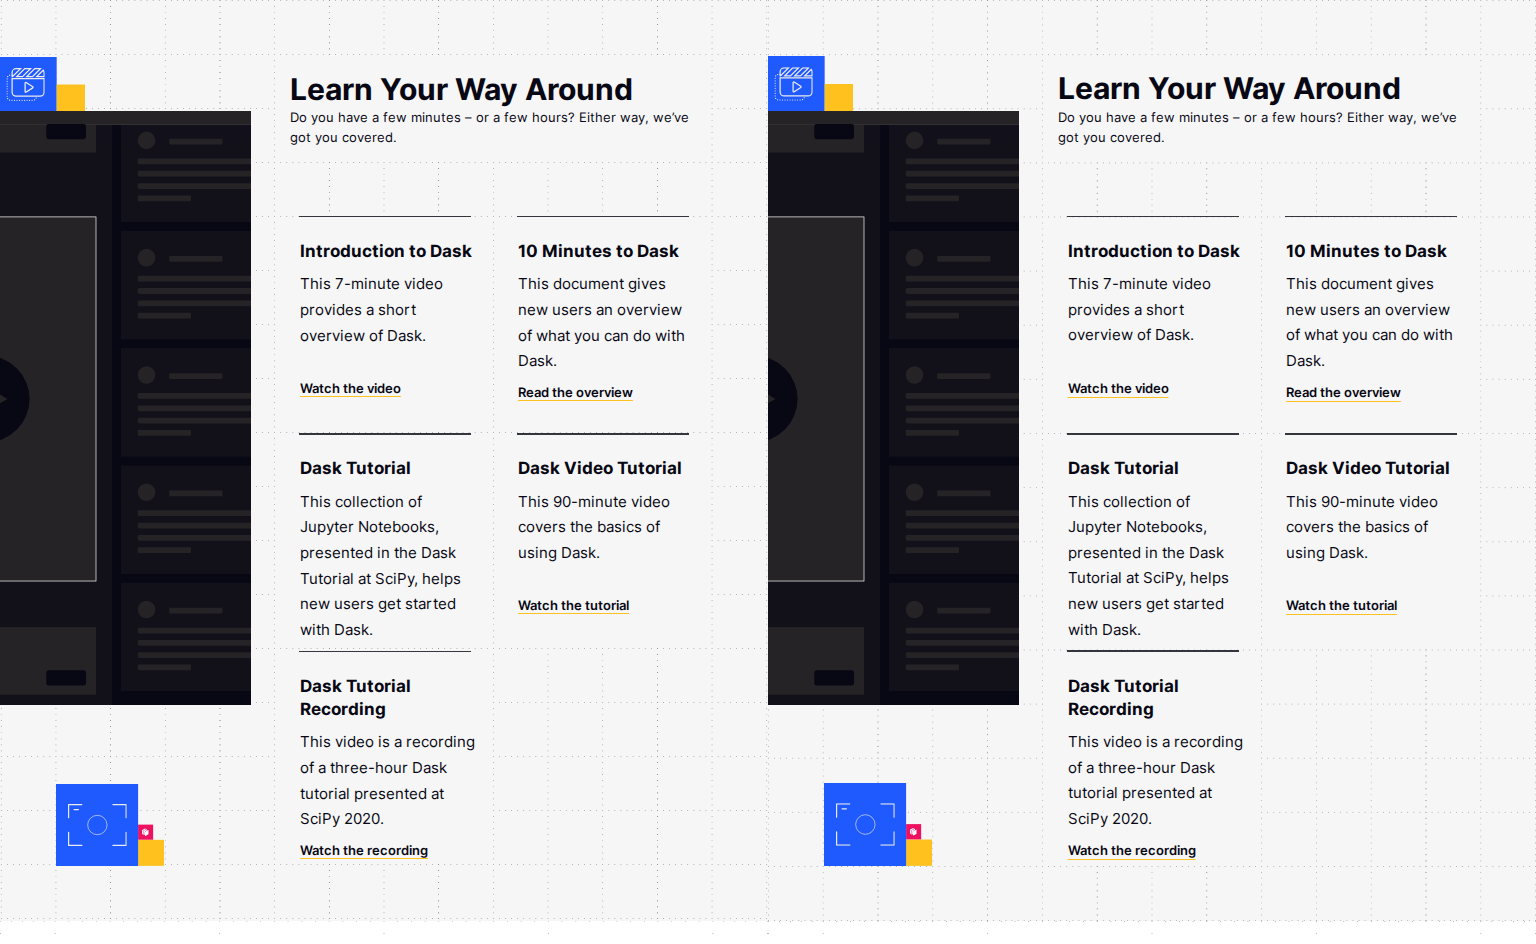 Learn Your Way Around
Do you have a few minutes – or a few hours? Either way, we've
got you covered.
Introduction to Dask
This 7-minute video
provides a short
overview of Dask.
Watch the video
10 Minutes to Dask
This document gives
new users an overview
of what you can do with
Dask.
Read the overview
Dask Tutorial
This collection of
Jupyter Notebooks,
presented in the Dask
Tutorial at SciPy, helps
new users get started
with Dask.
Dask Video Tutorial
This 90-minute video
covers the basics of
using Dask.
Watch the tutorial
Dask Tutorial
Recording
This video is a recording
of a three-hour Dask
tutorial presented at
SciPy 2020.
Watch the recording
Learn Your Way Around
Do you have a few minutes – or a few hours? Either way, we've
got you covered.
Introduction to Dask
This 7-minute video
provides a short
overview of Dask.
Watch the video
10 Minutes to Dask
This document gives
new users an overview
of what you can do with
Dask.
Read the overview
Dask Tutorial
This collection of
Jupyter Notebooks,
presented in the Dask
Tutorial at SciPy, helps
new users get started
with Dask.
Dask Video Tutorial
This 90-minute video
covers the basics of
using Dask.
Watch the tutorial
Dask Tutorial
Recording
This video is a recording
of a three-hour Dask
tutorial presented at
SciPy 2020.
Watch the recording